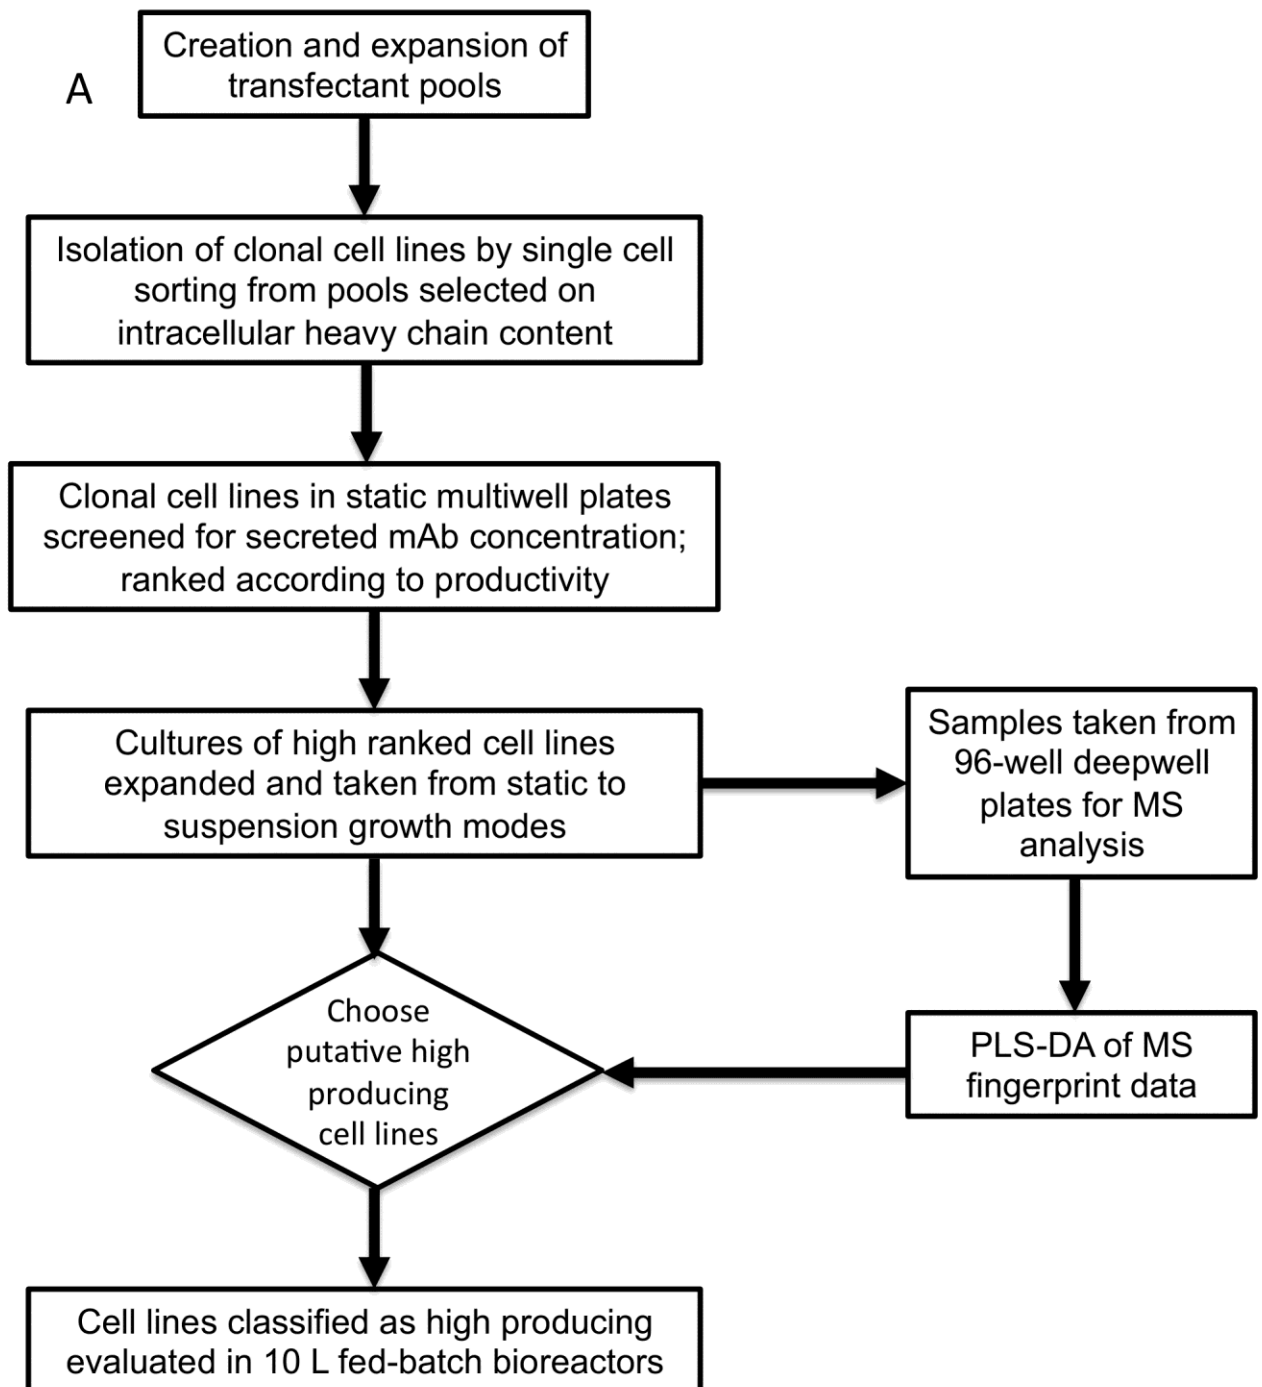 A
Creation and expansion of
transfectant pools
Isolation of clonal cell lines by single cell
sorting from pools selected on
intracellular heavy chain content
Clonal cell lines in static multiwell plates
screened for secreted mAb concentration;
ranked according to productivity
Cultures of high ranked cell lines
expanded and taken from static to
suspension growth modes
Samples taken from
96-well deepwell
plates for MS
analysis
PLS-DA of MS
fingerprint data
Choose
putative high
producing
cell lines
Cell lines classified as high producing
evaluated in 10 L fed-batch bioreactors